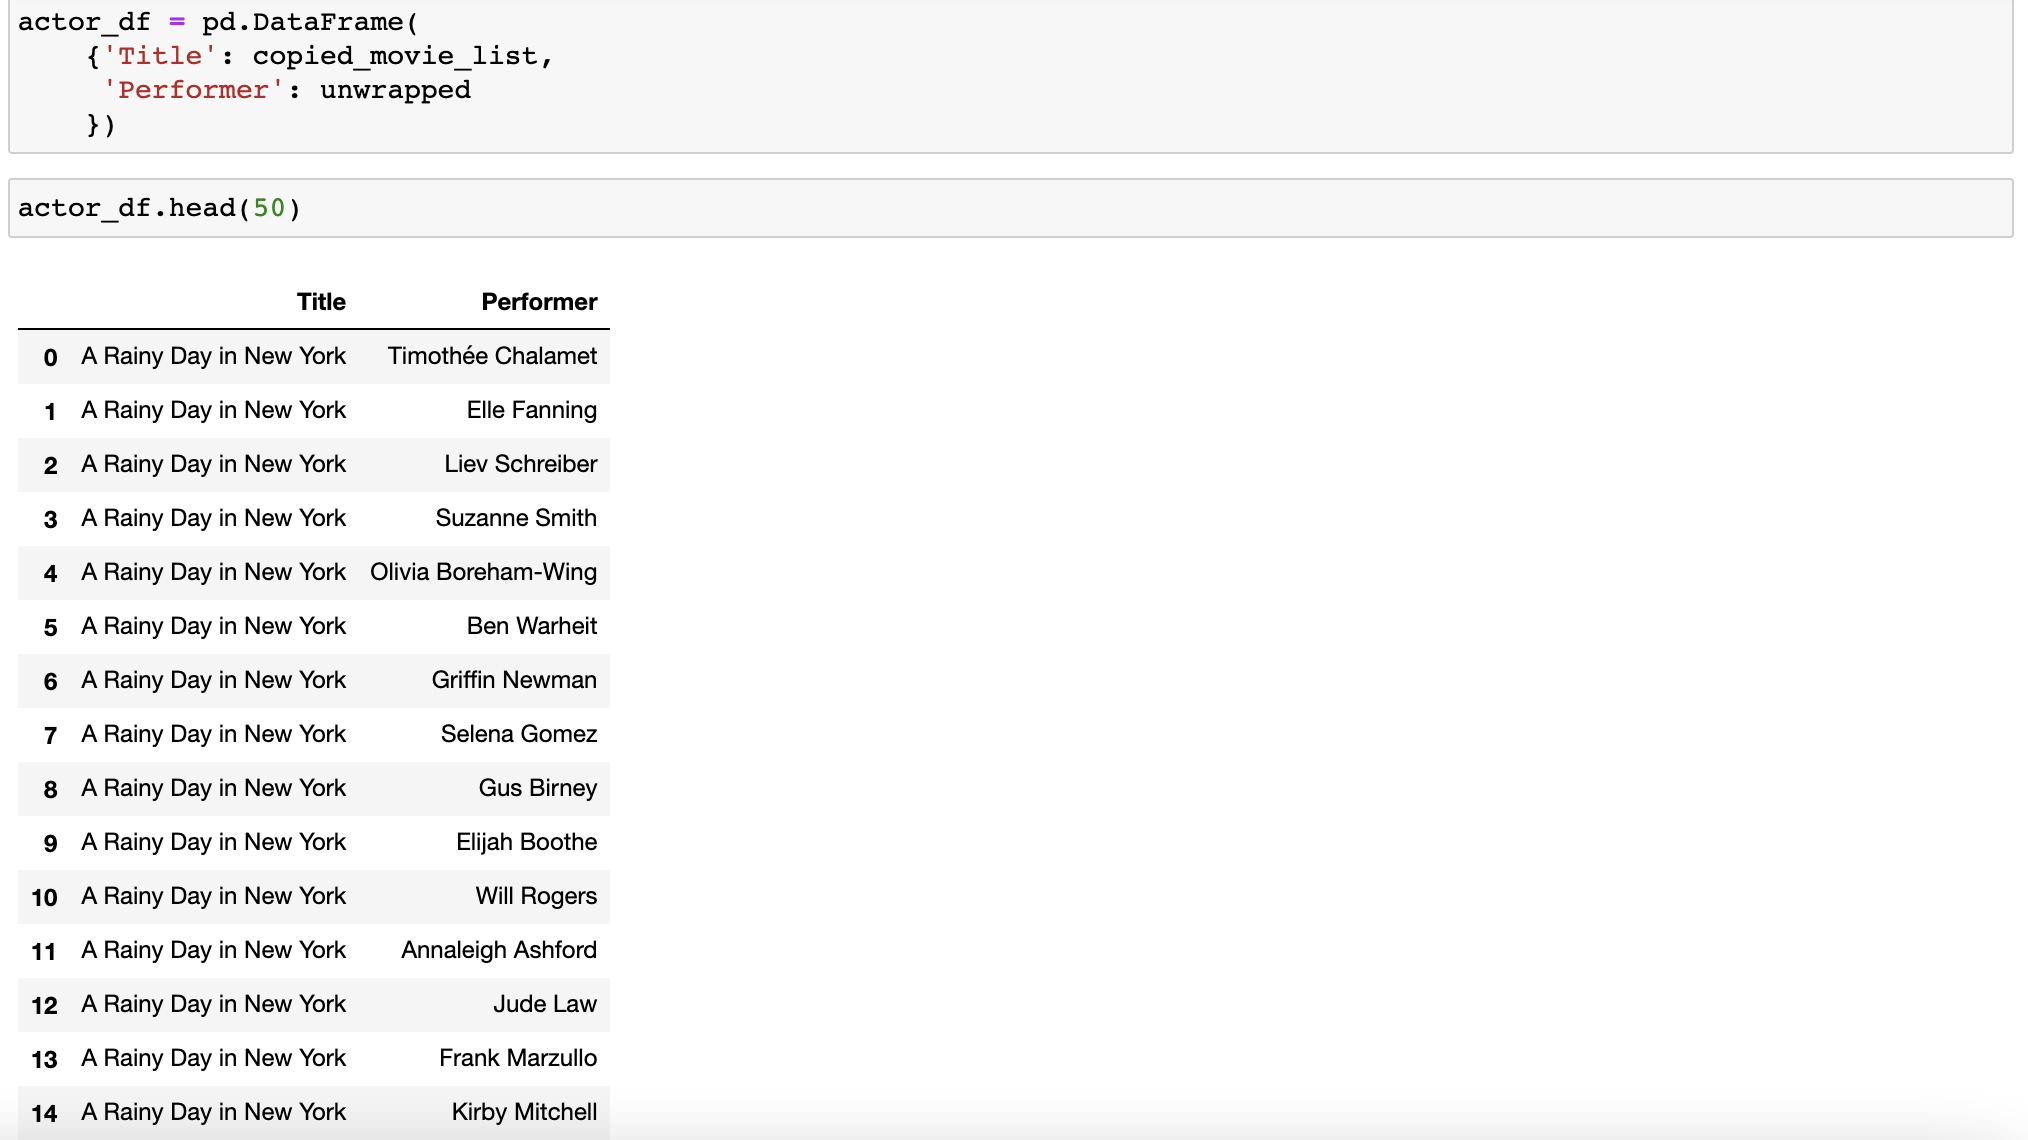 actor_df = pd.DataFrame(
    {'Title': copied_movie_list,
     'Performer': unwrapped
    })
actor_df.head(50)
Title Performer
0 A Rainy Day in New York Timothée Chalamet
1 A Rainy Day in New York Elle Fanning
2 A Rainy Day in New York Liev Schreiber
3 A Rainy Day in New York Suzanne Smith
4 A Rainy Day in New York Olivia Boreham-Wing
5 A Rainy Day in New York Ben Warheit
6 A Rainy Day in New York Griffin Newman
7 A Rainy Day in New York Selena Gomez
8 A Rainy Day in New York Gus Birney
9 A Rainy Day in New York Elijah Boothe
10 A Rainy Day in New York Will Rogers
11 A Rainy Day in New York Annaleigh Ashford
12 A Rainy Day in New York Jude Law
13 A Rainy Day in New York Frank Marzullo
14 A Rainy Day in New York Kirby Mitchell